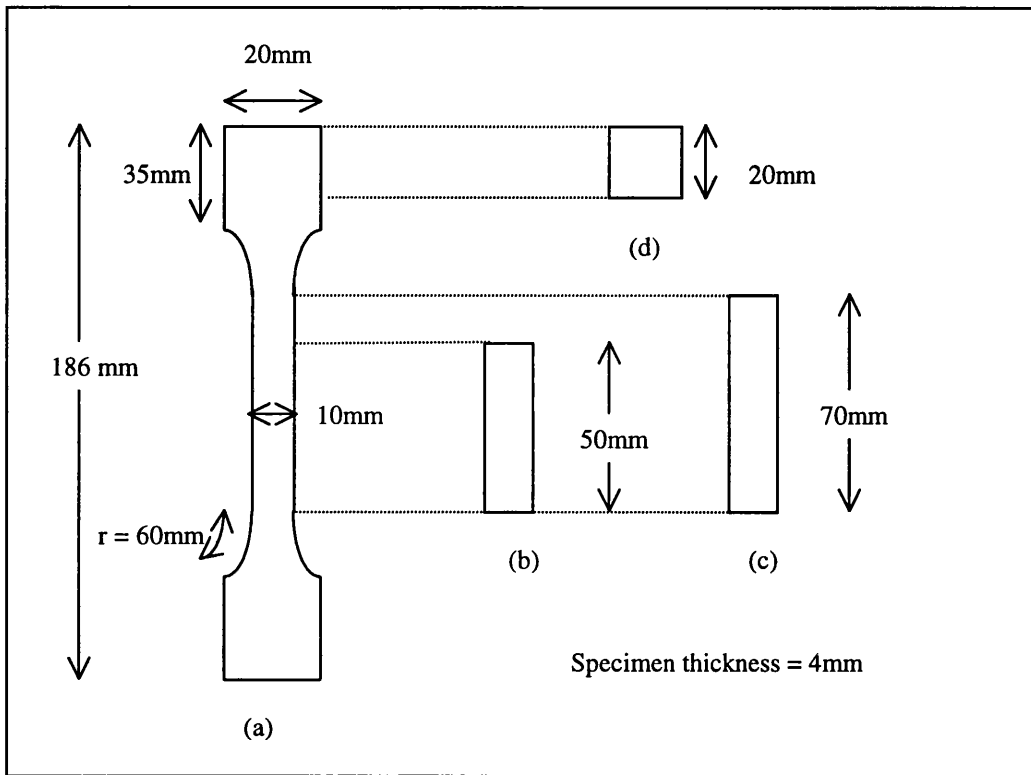 20mm
35mm
20mm
(d)
186 mm
10mm
50mm
70mm
r = 60mm
(b)
(c)
Specimen thickness = 4mm
(a)